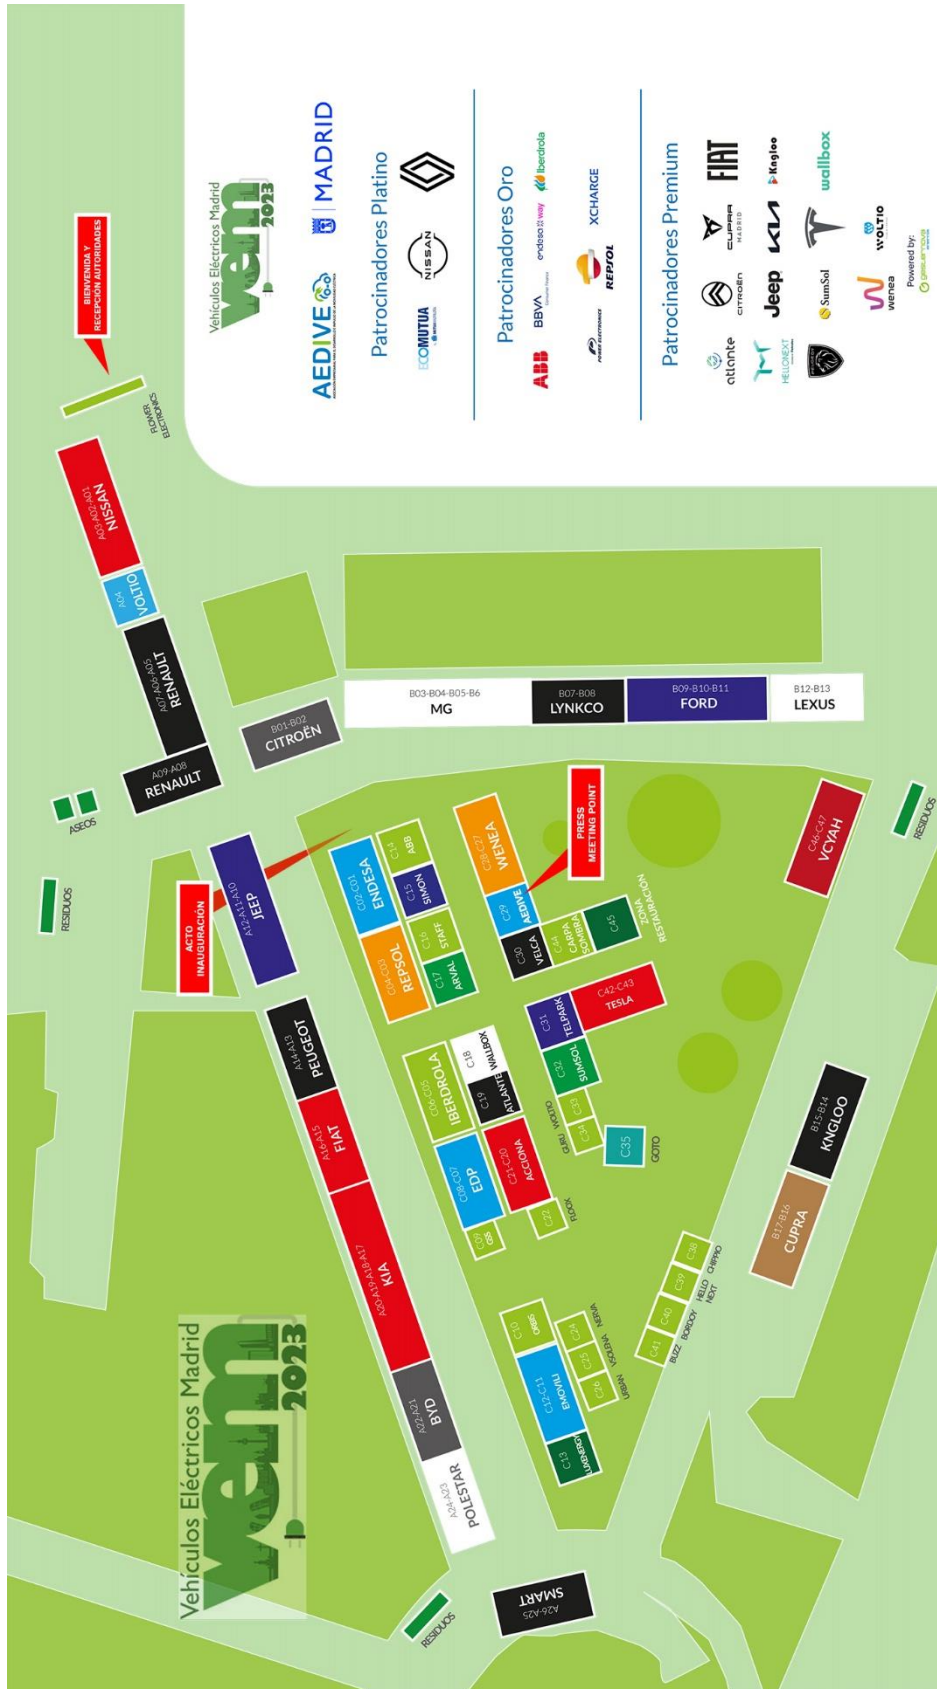 Vehículos Eléctricos Madrid
vem
2023
AEDIVE
MADRID
Patrocinadores Platino
ECOMUTUA
NISSAN
Patrocinadores Oro
ABB
BBVA
endesa x way
Iberdrola
POWER ELECTRONICS
REPSOL
XCHARGE
Patrocinadores Premium
atlante
CITROËN
CUPRA
MADRID
FIAT
HELLONEXT
Jeep
KIA
Kngloo
SumSol
wallbox
wenea
WOLTIO
Powered by:
BIENVENIDA Y
RECEPCIÓN AUTORIDADES
FLOWER
ELECTRONICS
A03-A02-A01
NISSAN
A04
VOLTIO
A07-A06-A05
RENAULT
A09-A08
RENAULT
ASEOS
RESIDUOS
ACTO
INAUGURACIÓN
A12-A11-A10
JEEP
A14-A13
PEUGEOT
A16-A15
FIAT
A20-A19-A18-A17
KIA
A22-A21
BYD
A24-A23
POLESTAR
A26-A25
SMART
RESIDUOS
B01-B02
CITROËN
B03-B04-B05-B6
MG
B07-B08
LYNKCO
B09-B10-B11
FORD
B12-B13
LEXUS
C02-C01
ENDESA
C04-C03
REPSOL
C14
ABB
C15
SIMON
C16
STAFF
C17
ARVAL
C28-C27
WENEA
C29
AEDIVE
C30
VELCA
C44
CARPA
SOMBRA
C45
ZONA
RESTAURACIÓN
PRESS
MEETING POINT
C46-C47
VCYAH
RESIDUOS
C06-C05
IBERDROLA
C08-C07
EDP
C09
GSS
C18
WALLBOX
C19
ATLANTE
C21-C20
ACCIONA
C22
C31
TELPARK
C42-C43
TESLA
C32
SUMSOL
C33
WOLTIO
C34
GURU
C35
GOTO
B15-B14
KNGLOO
B17-B16
CUPRA
C38
CHIPPIO
C39
HELLO
NEXT
C40
BORDOY
C41
BUZZ
C10
ORBIS
C12-C11
EMOVILI
C13
LUXENERGY
C24
NERVA
C25
VSOLENA
C26
URBAN
Vehículos Eléctricos Madrid
vem
2023